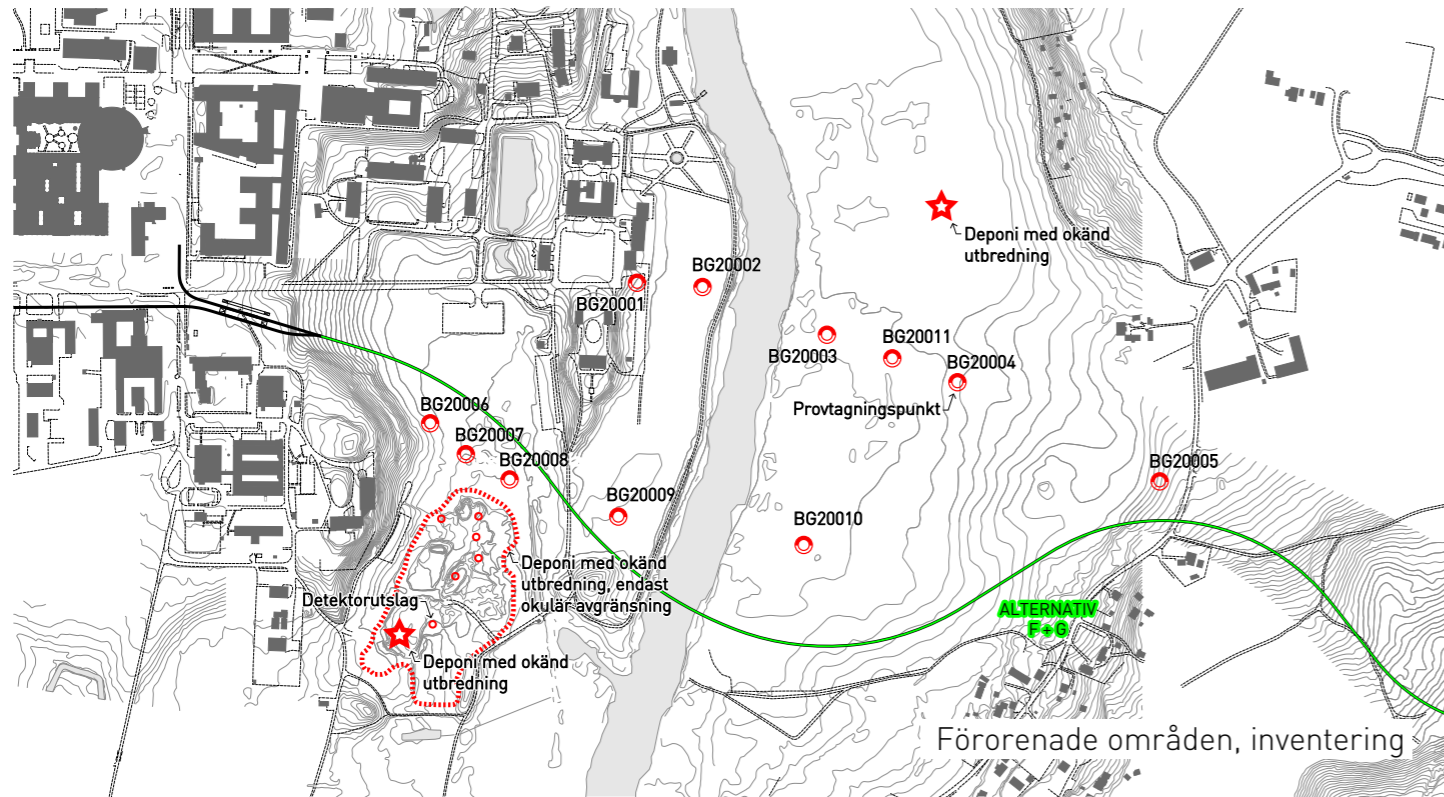 Deponi med okänd
utbredning
BG20002
BG20001
BG20003
BG20011
BG20004
Provtagningspunkt
BG20006
BG20007
BG20008
BG20009
BG20005
BG20010
Deponi med okänd
utbredning, endast
okulär avgränsning
Detektorutslag
Deponi med okänd
utbredning
ALTERNATIV
F + G
Förorenade områden, inventering